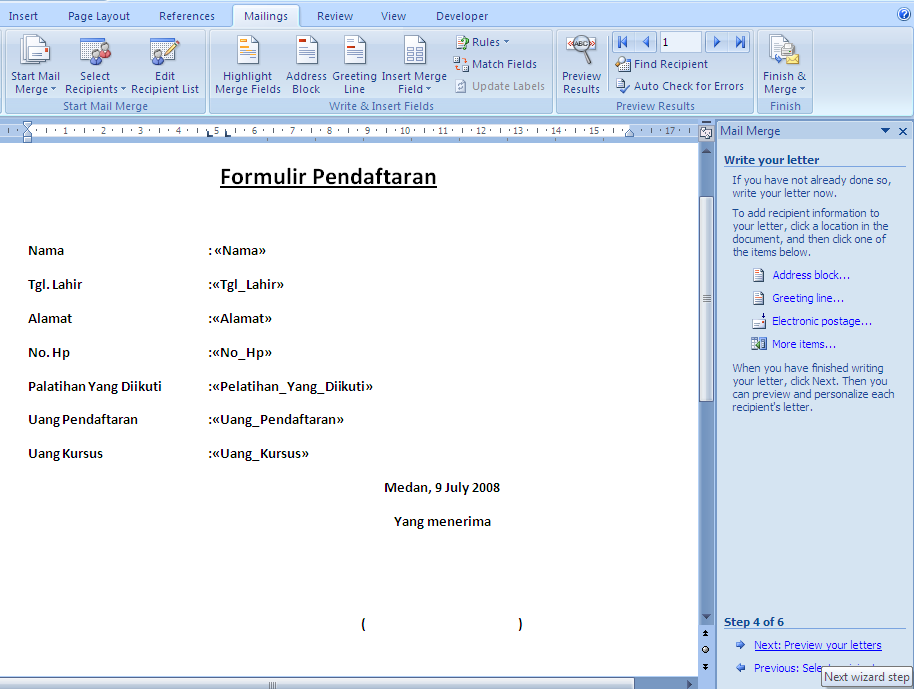 Insert Page Layout References Mailings Review View Developer
Start Mail Merge Select Recipients Edit Recipient List
Start Mail Merge
Highlight Merge Fields Address Block Greeting Line Insert Merge Field
Rules
Match Fields
Update Labels
Write & Insert Fields
ABC
Preview Results
1
Find Recipient
Auto Check for Errors
Preview Results
Finish & Merge
Finish
1 2 3 4 5 6 7 8 9 10 11 12 13 14 15 17
Formulir Pendaftaran
Nama : «Nama»
Tgl. Lahir :«Tgl_Lahir»
Alamat :«Alamat»
No. Hp :«No_Hp»
Palatihan Yang Diikuti :«Pelatihan_Yang_Diikuti»
Uang Pendaftaran :«Uang_Pendaftaran»
Uang Kursus :«Uang_Kursus»
Medan, 9 July 2008
Yang menerima
( )
Mail Merge
Write your letter
If you have not already done so,
write your letter now.
To add recipient information to
your letter, click a location in the
document, and then click one of
the items below.
Address block...
Greeting line...
Electronic postage...
More items...
When you have finished writing
your letter, click Next. Then you
can preview and personalize each
recipient's letter.
Step 4 of 6
Next: Preview your letters
Previous:
Next wizard step